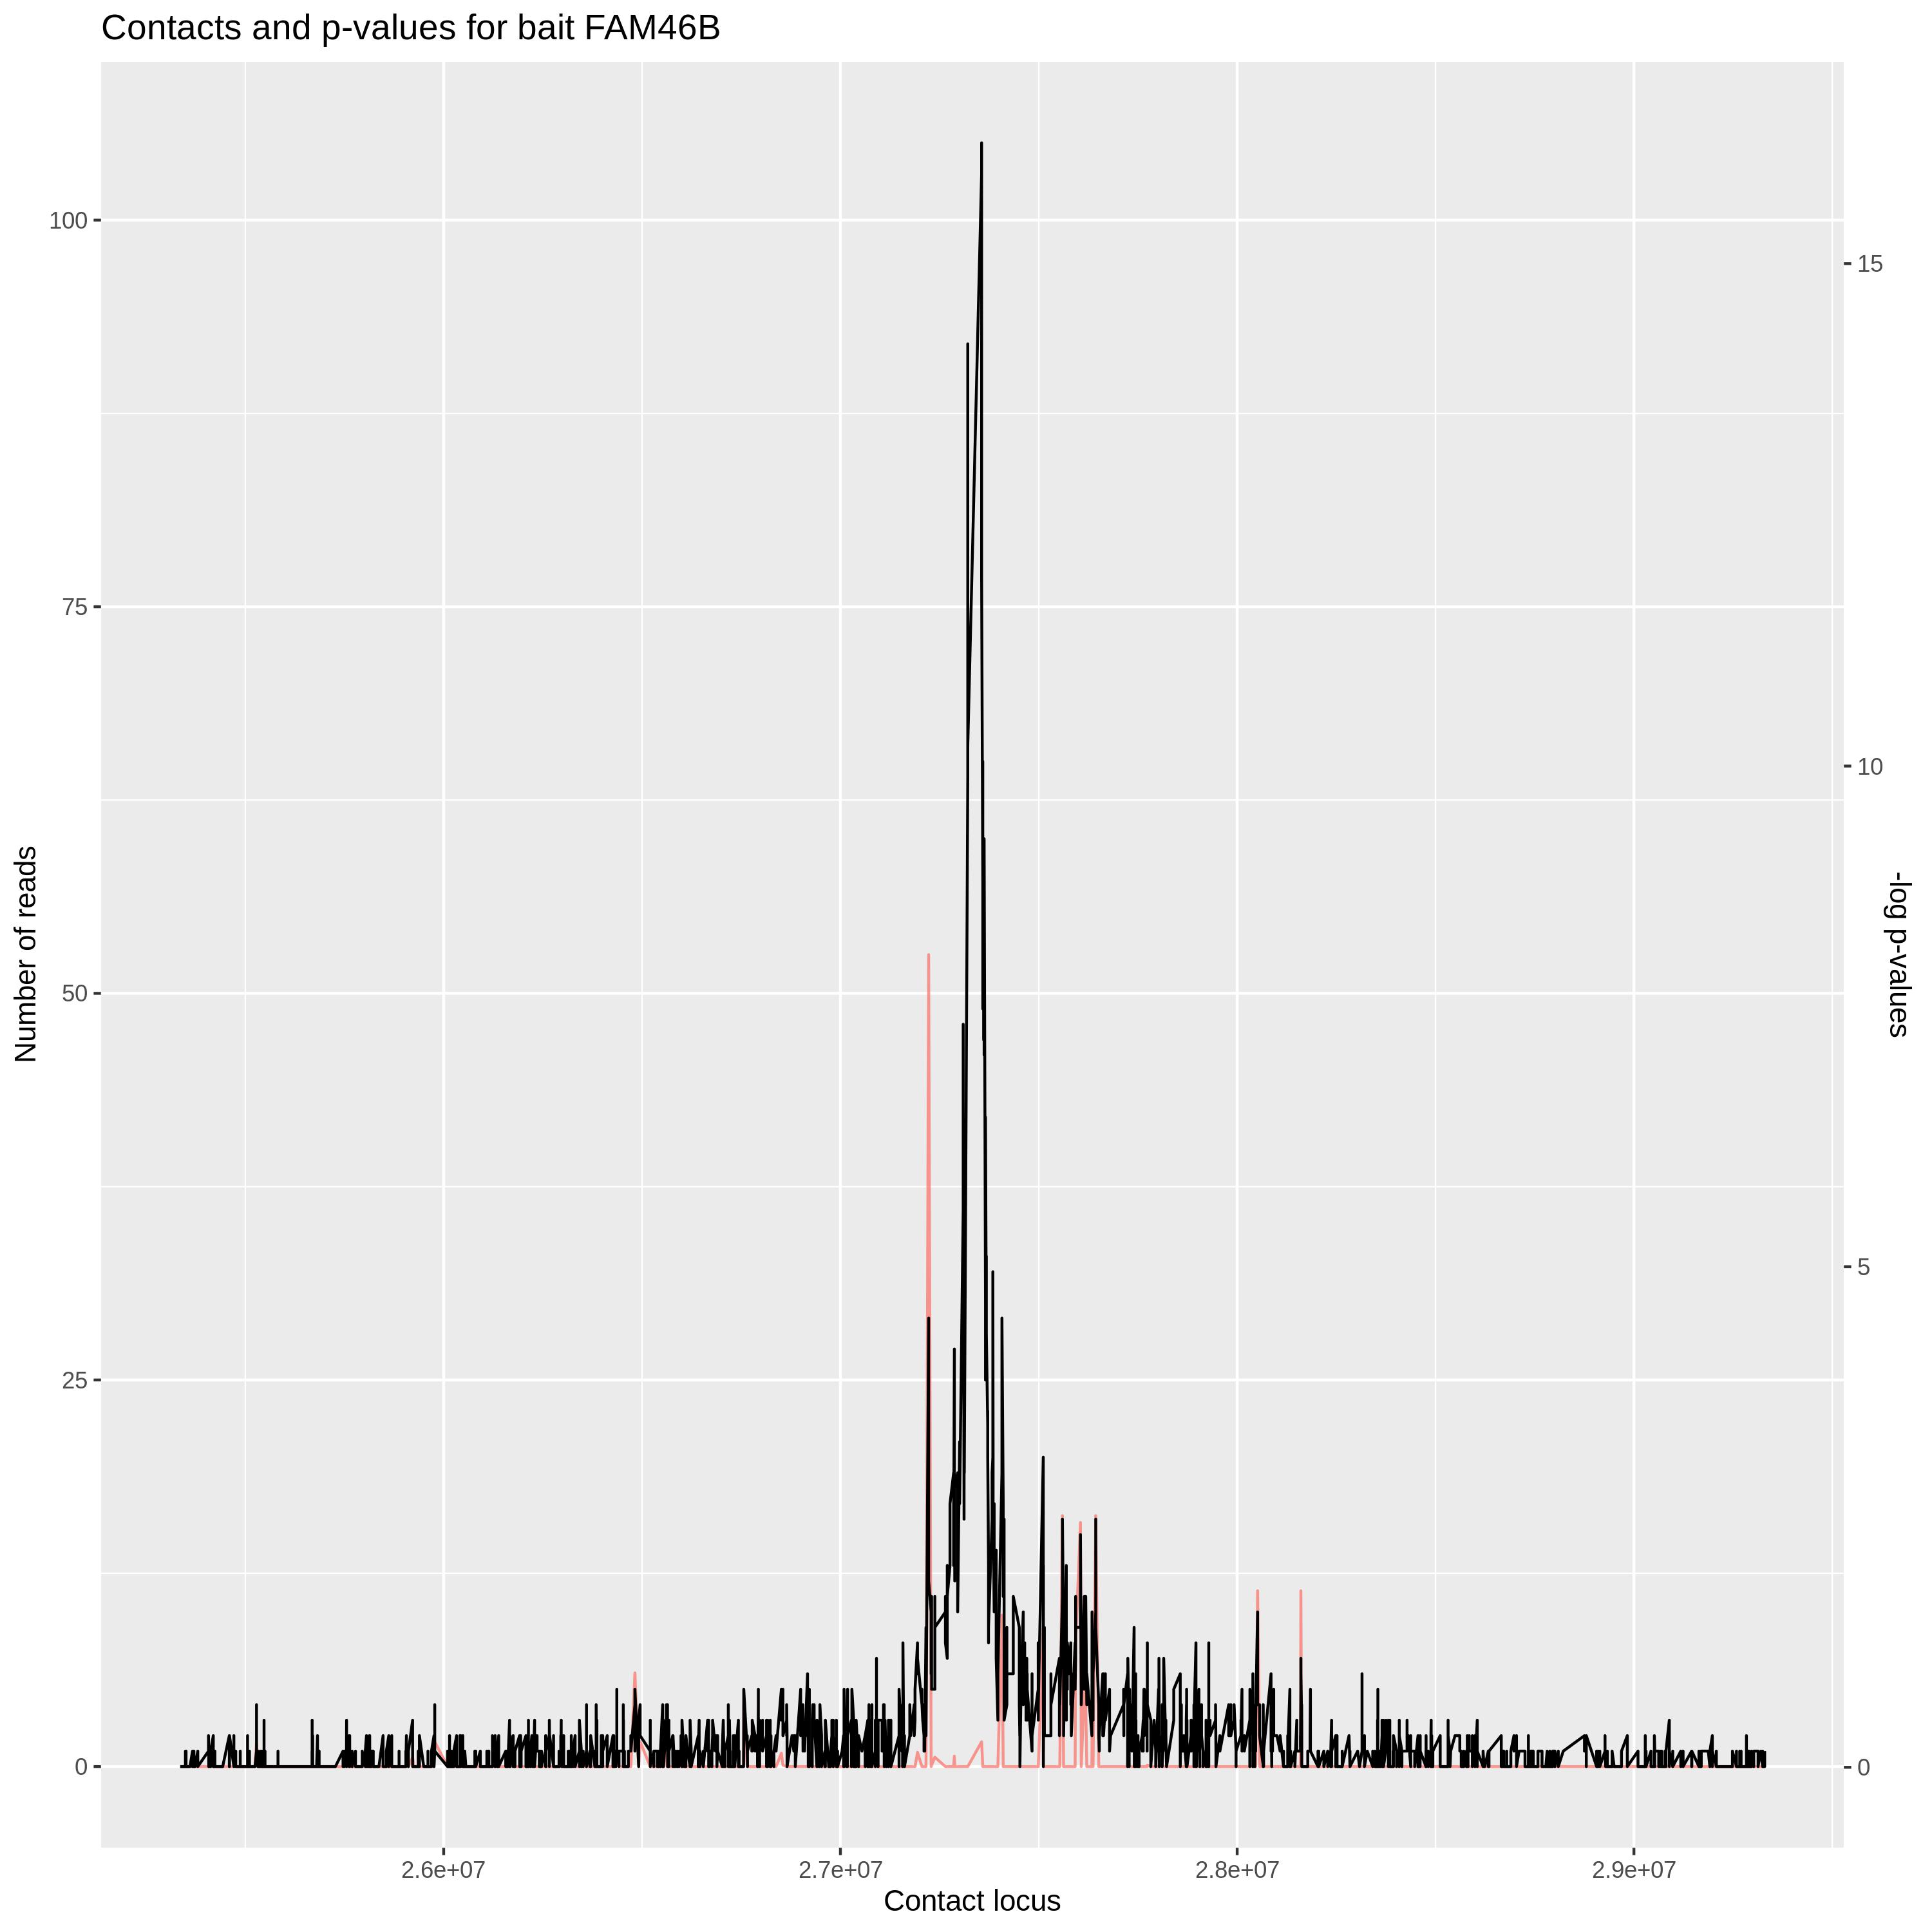 Contacts and p-values for bait FAM46B
100
75
50
25
0
Number of reads
15
10
5
0
-log p-values
2.6e+07
2.7e+07
2.8e+07
2.9e+07
Contact locus